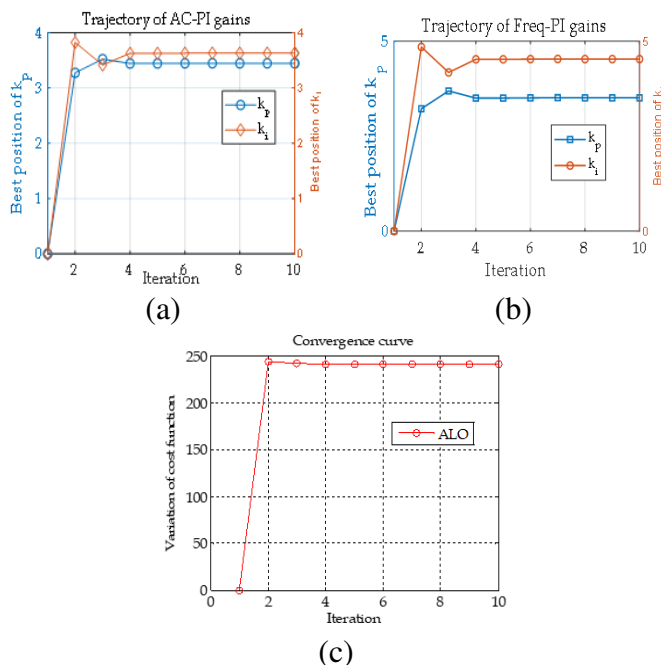 Trajectory of AC-PI gains
4
3
2
1
0
Best position of k_p
4
3
2
1
0
Best position of k_i
k_p
k_i
2 4 6 8 10
Iteration
(a)
Trajectory of Freq-PI gains
5
0
Best position of k_p
5
0
Best position of k
k_p
k_i
2 4 6 8 10
Iteration
(b)
Convergence curve
250
200
150
100
50
0
Variation of cost function
ALO
0 2 4 6 8 10
Iteration
(c)